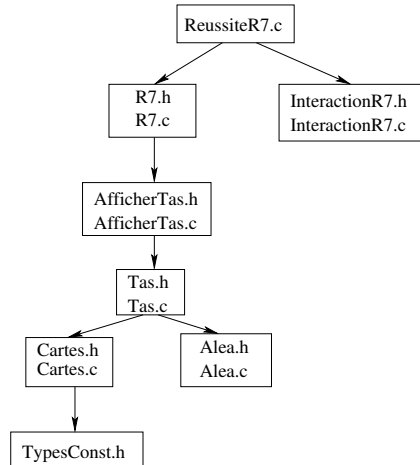 ReussiteR7.c
R7.h
R7.c
InteractionR7.h
InteractionR7.c
AfficherTas.h
AfficherTas.c
Tas.h
Tas.c
Cartes.h
Cartes.c
Alea.h
Alea.c
TypesConst.h